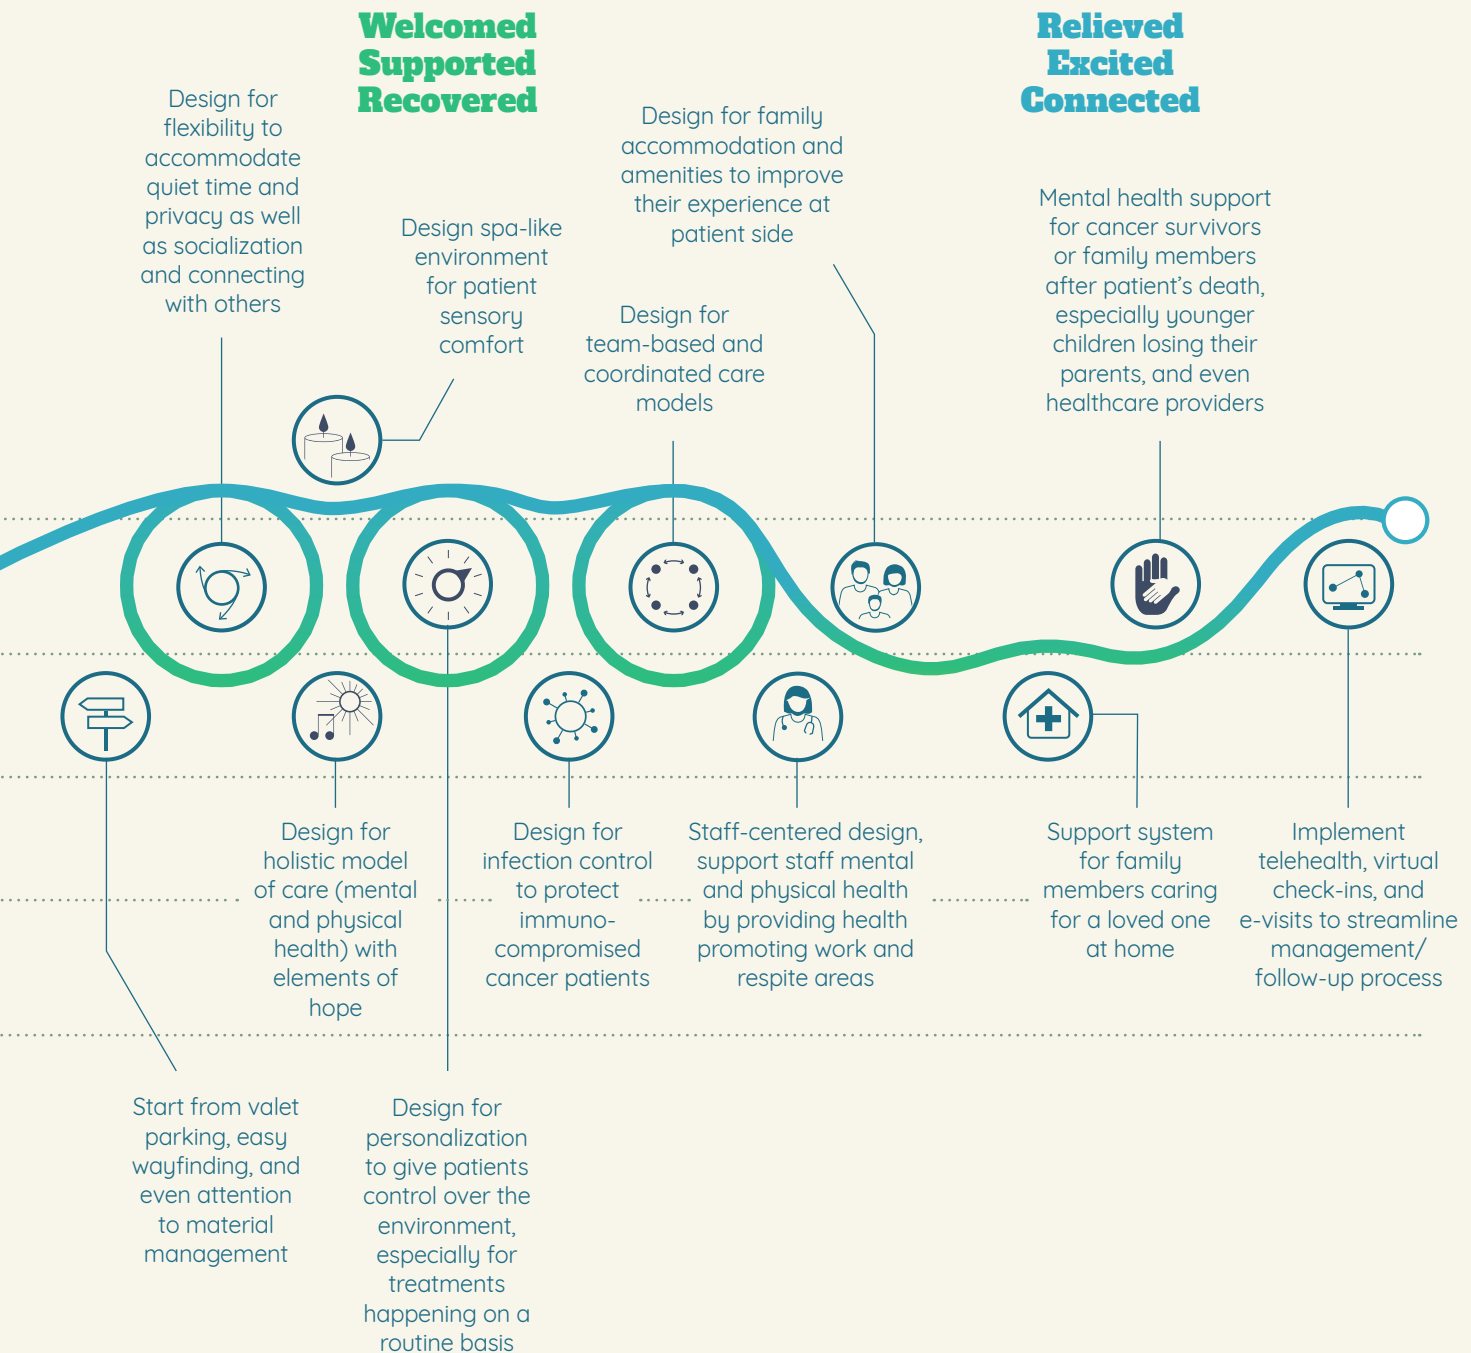 Welcomed
Supported
Recovered
Relieved
Excited
Connected
Design for
flexibility to
accommodate
quiet time and
privacy as well
as socialization
and connecting
with others
Design spa-like
environment
for patient
sensory
comfort
Design for family
accommodation and
amenities to improve
their experience at
patient side
Design for
team-based and
coordinated care
models
Mental health support
for cancer survivors
or family members
after patient’s death,
especially younger
children losing their
parents, and even
healthcare providers
Design for
holistic model
of care (mental
and physical
health) with
elements of
hope
Design for
infection control
to protect
immuno-
compromised
cancer patients
Staff-centered design,
support staff mental
and physical health
by providing health
promoting work and
respite areas
Support system
for family
members caring
for a loved one
at home
Implement
telehealth, virtual
check-ins, and
e-visits to streamline
management/
follow-up process
Start from valet
parking, easy
wayfinding, and
even attention
to material
management
Design for
personalization
to give patients
control over the
environment,
especially for
treatments
happening on a
routine basis